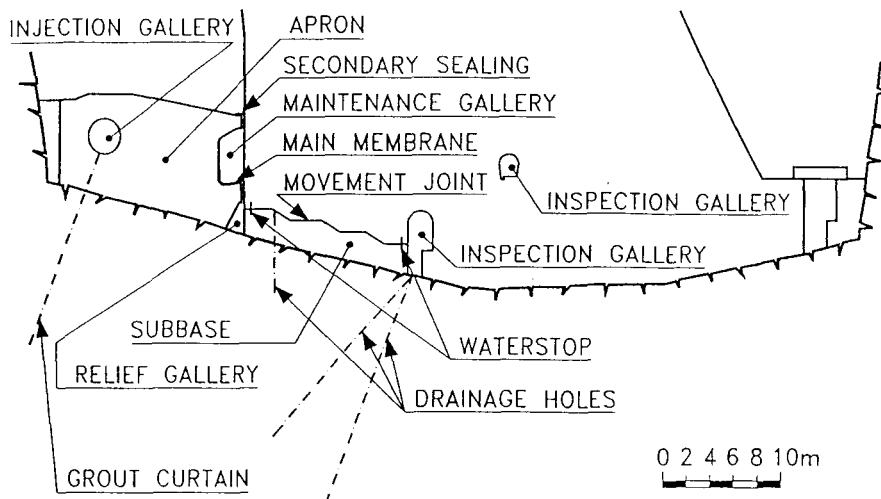 INJECTION GALLERY
APRON
SECONDARY SEALING
MAINTENANCE GALLERY
MAIN MEMBRANE
MOVEMENT JOINT
INSPECTION GALLERY
INSPECTION GALLERY
SUBBASE
WATERSTOP
RELIEF GALLERY
DRAINAGE HOLES
GROUT CURTAIN
0 2 4 6 8 10m